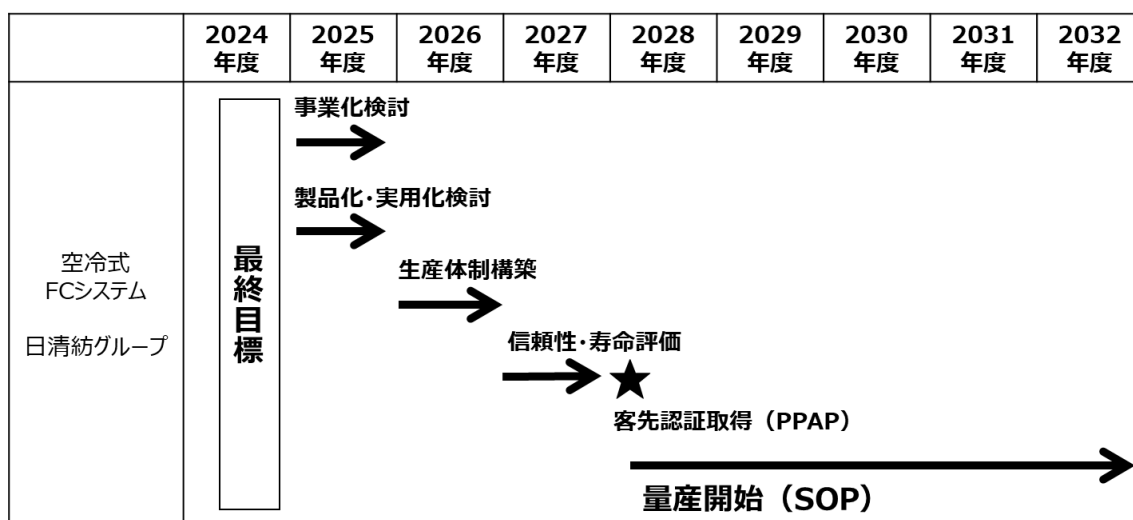 2024
年度
2025
年度
2026
年度
2027
年度
2028
年度
2029
年度
2030
年度
2031
年度
2032
年度
空冷式
FCシステム
日清紡グループ
最終目標
事業化検討
製品化・実用化検討
生産体制構築
信頼性・寿命評価
★
客先認証取得（PPAP）
量産開始（SOP）